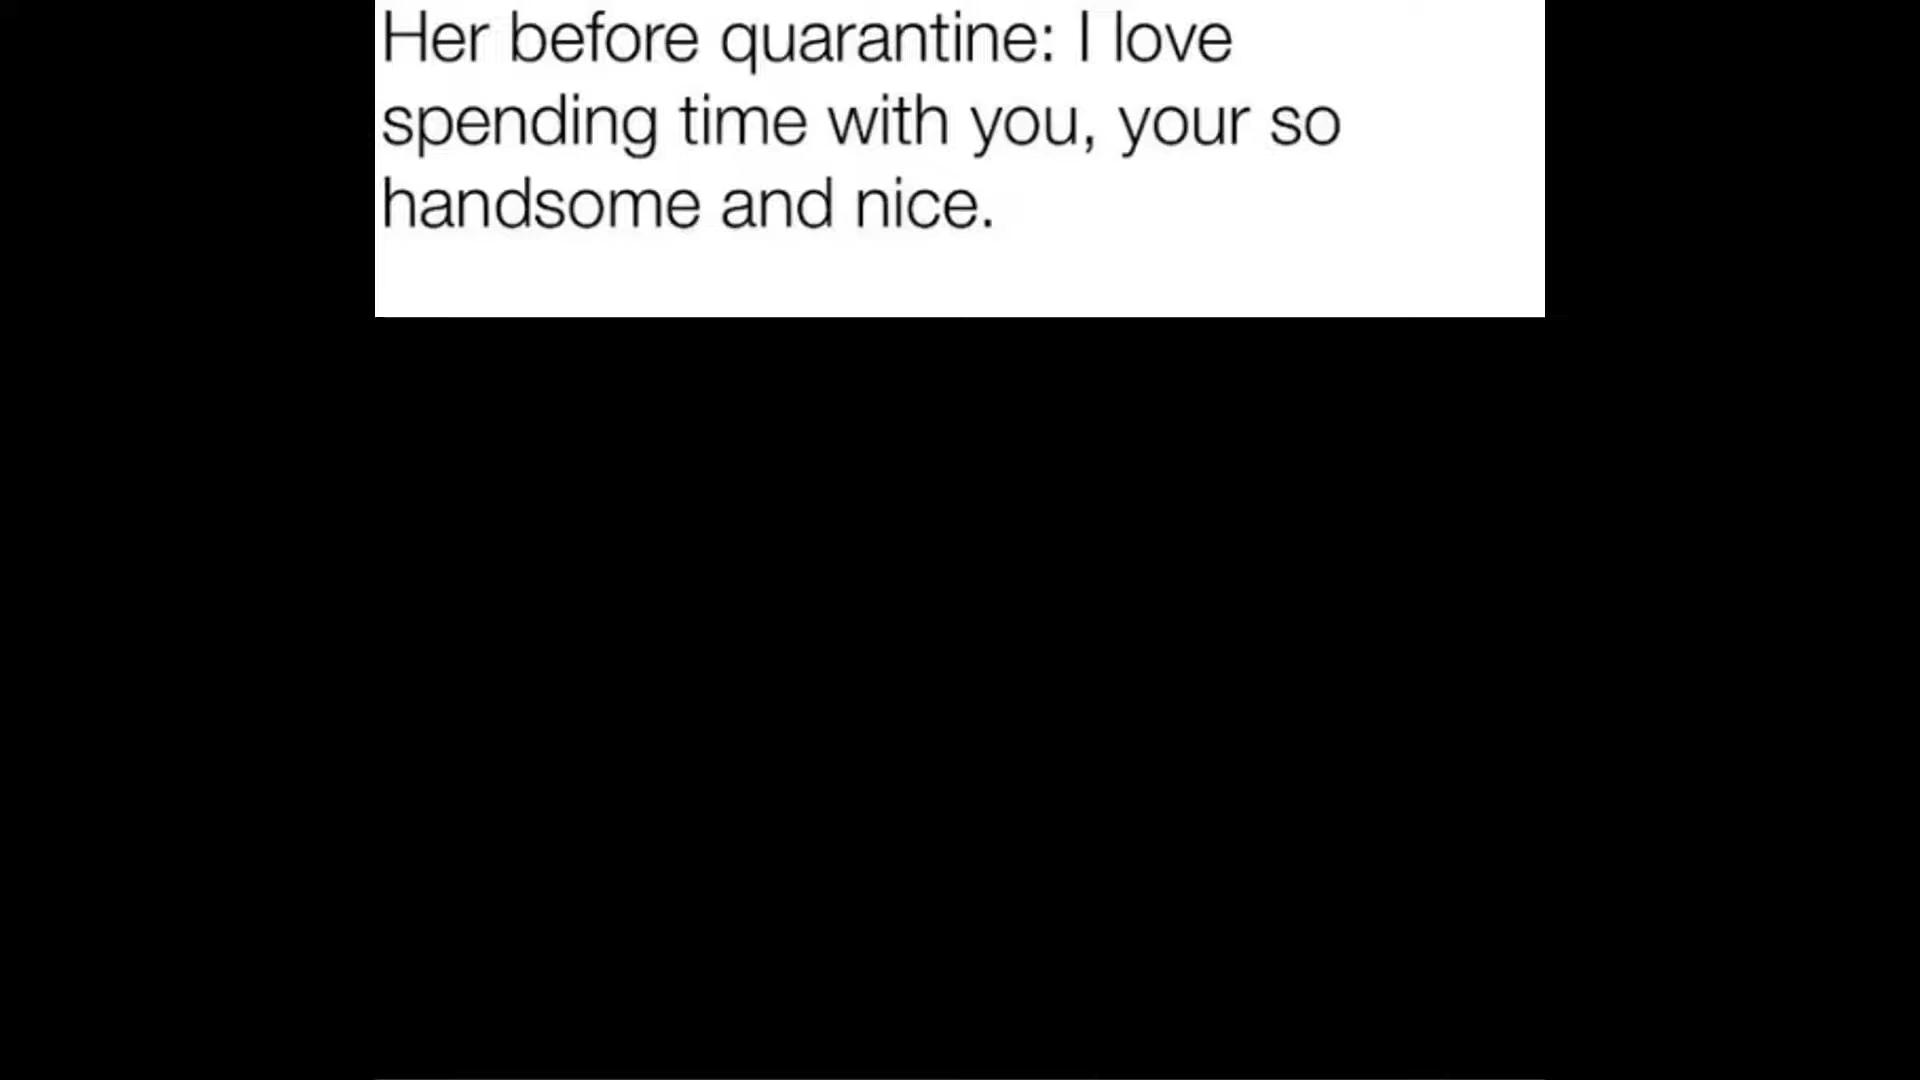 Her before quarantine: I love
spending time with you, your so
handsome and nice.